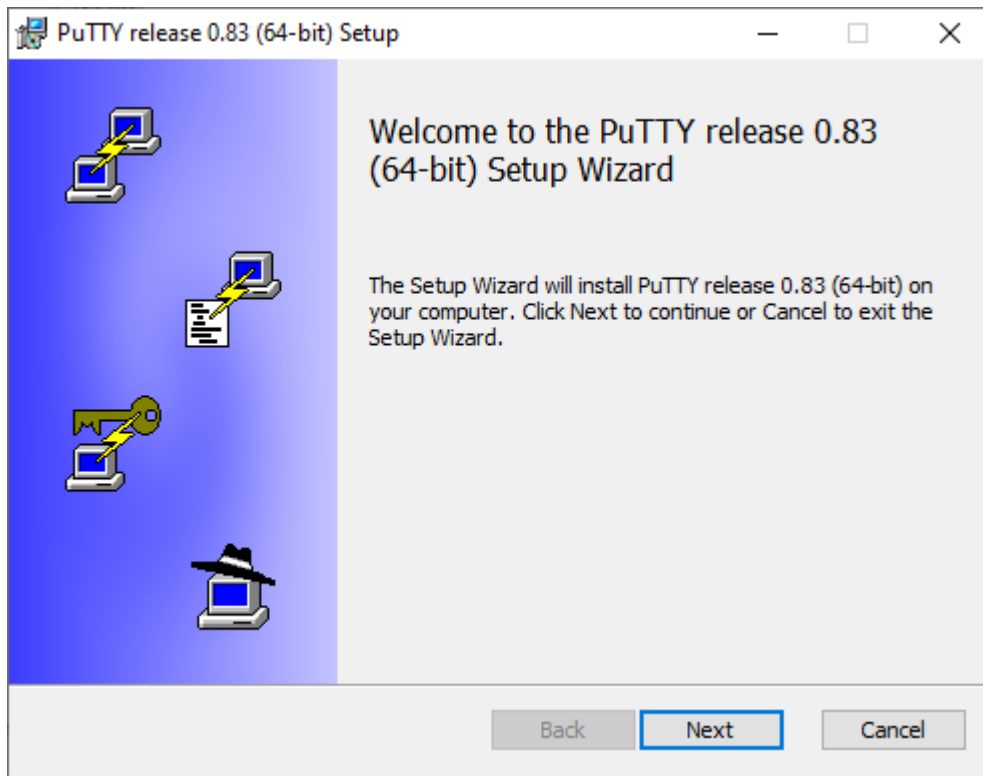 PuTTY release 0.83 (64-bit) Setup
Welcome to the PuTTY release 0.83
(64-bit) Setup Wizard
The Setup Wizard will install PuTTY release 0.83 (64-bit) on
your computer. Click Next to continue or Cancel to exit the
Setup Wizard.
Back
Next
Cancel